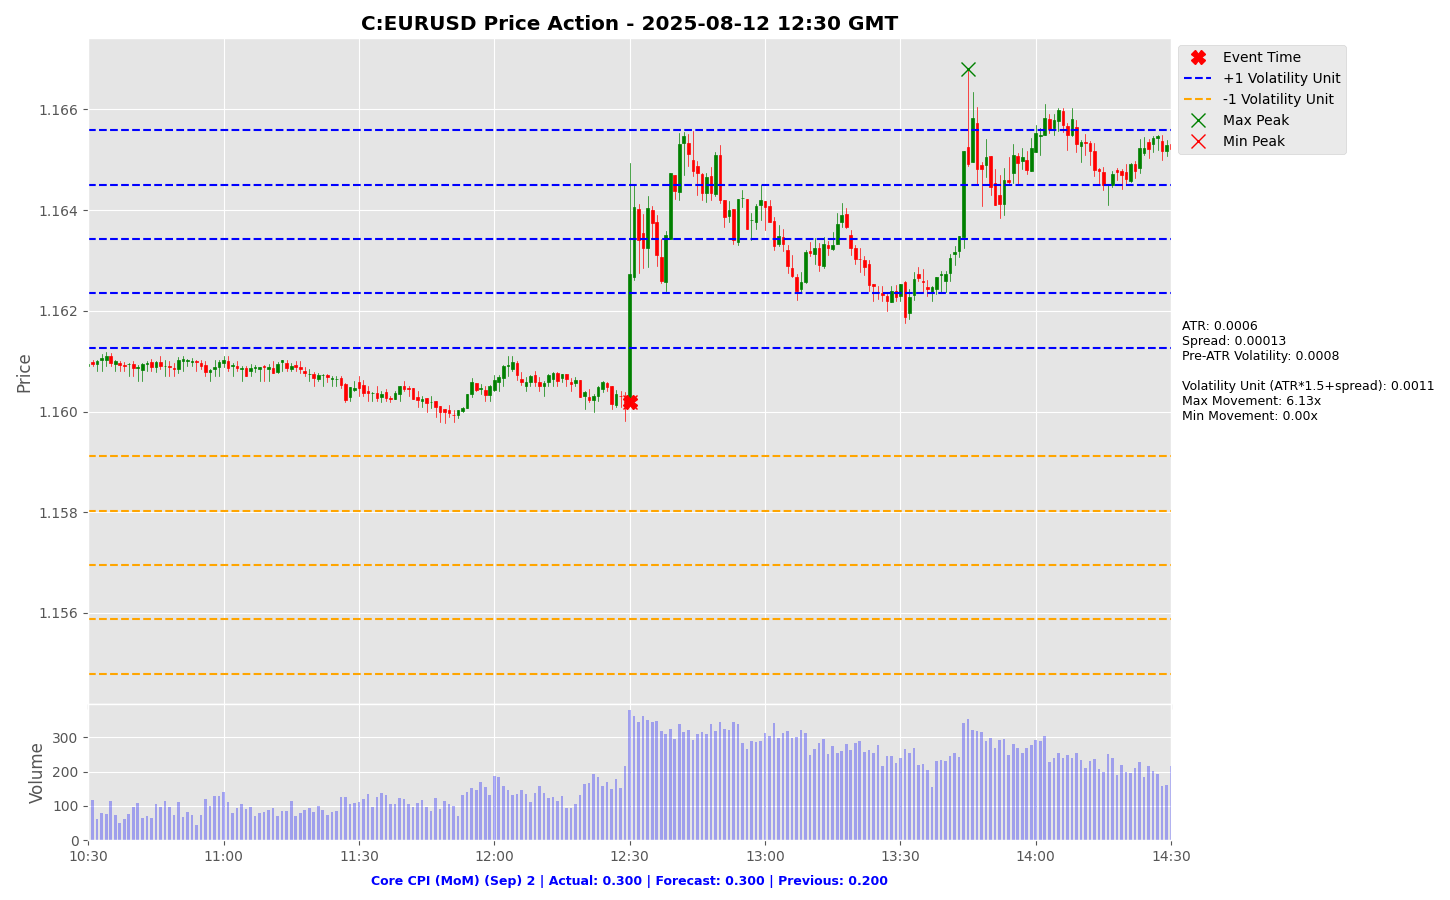 C:EURUSD Price Action - 2025-08-12 12:30 GMT
Event Time
+1 Volatility Unit
-1 Volatility Unit
Max Peak
Min Peak
1.166
1.164
1.162
1.160
1.158
1.156
Price
ATR: 0.0006
Spread: 0.00013
Pre-ATR Volatility: 0.0008
Volatility Unit (ATR*1.5+spread): 0.0011
Max Movement: 6.13x
Min Movement: 0.00x
300
200
100
0
Volume
10:30 11:00 11:30 12:00 12:30 13:00 13:30 14:00 14:30
Core CPI (MoM) (Sep) 2 | Actual: 0.300 | Forecast: 0.300 | Previous: 0.200